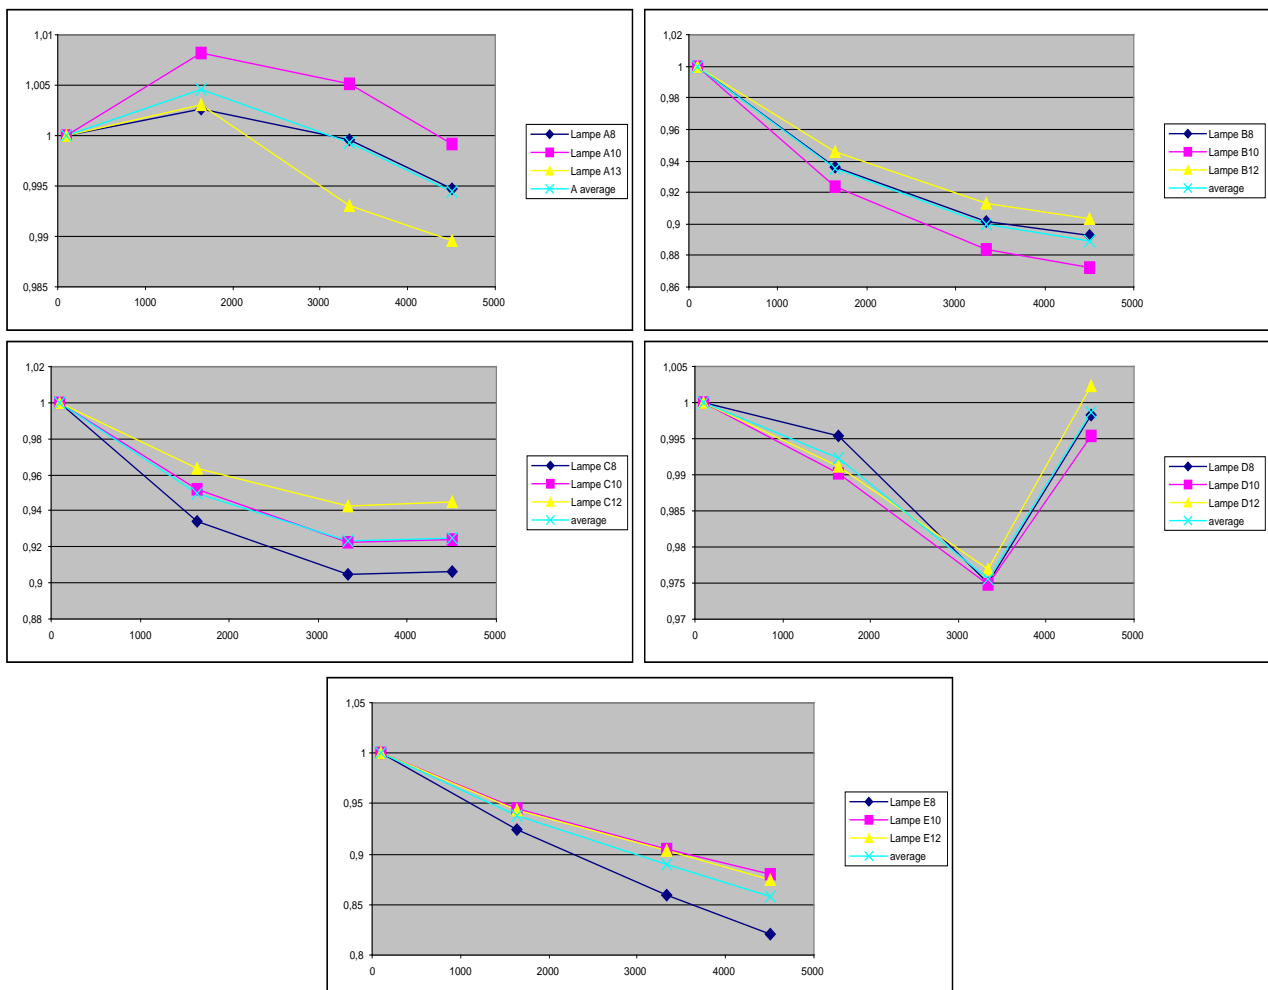 1,01
1,005
1
0,995
0,99
0,985
0 1000 2000 3000 4000 5000
Lampe A8
Lampe A10
Lampe A13
A average
1,02
1
0,98
0,96
0,94
0,92
0,9
0,88
0,86
0 1000 2000 3000 4000 5000
Lampe B8
Lampe B10
Lampe B12
average
1,02
1
0,98
0,96
0,94
0,92
0,9
0,88
0 1000 2000 3000 4000 5000
Lampe C8
Lampe C10
Lampe C12
average
1,005
1
0,995
0,99
0,985
0,98
0,975
0,97
0 1000 2000 3000 4000 5000
Lampe D8
Lampe D10
Lampe D12
average
1,05
1
0,95
0,9
0,85
0,8
0 1000 2000 3000 4000 5000
Lampe E8
Lampe E10
Lampe E12
average